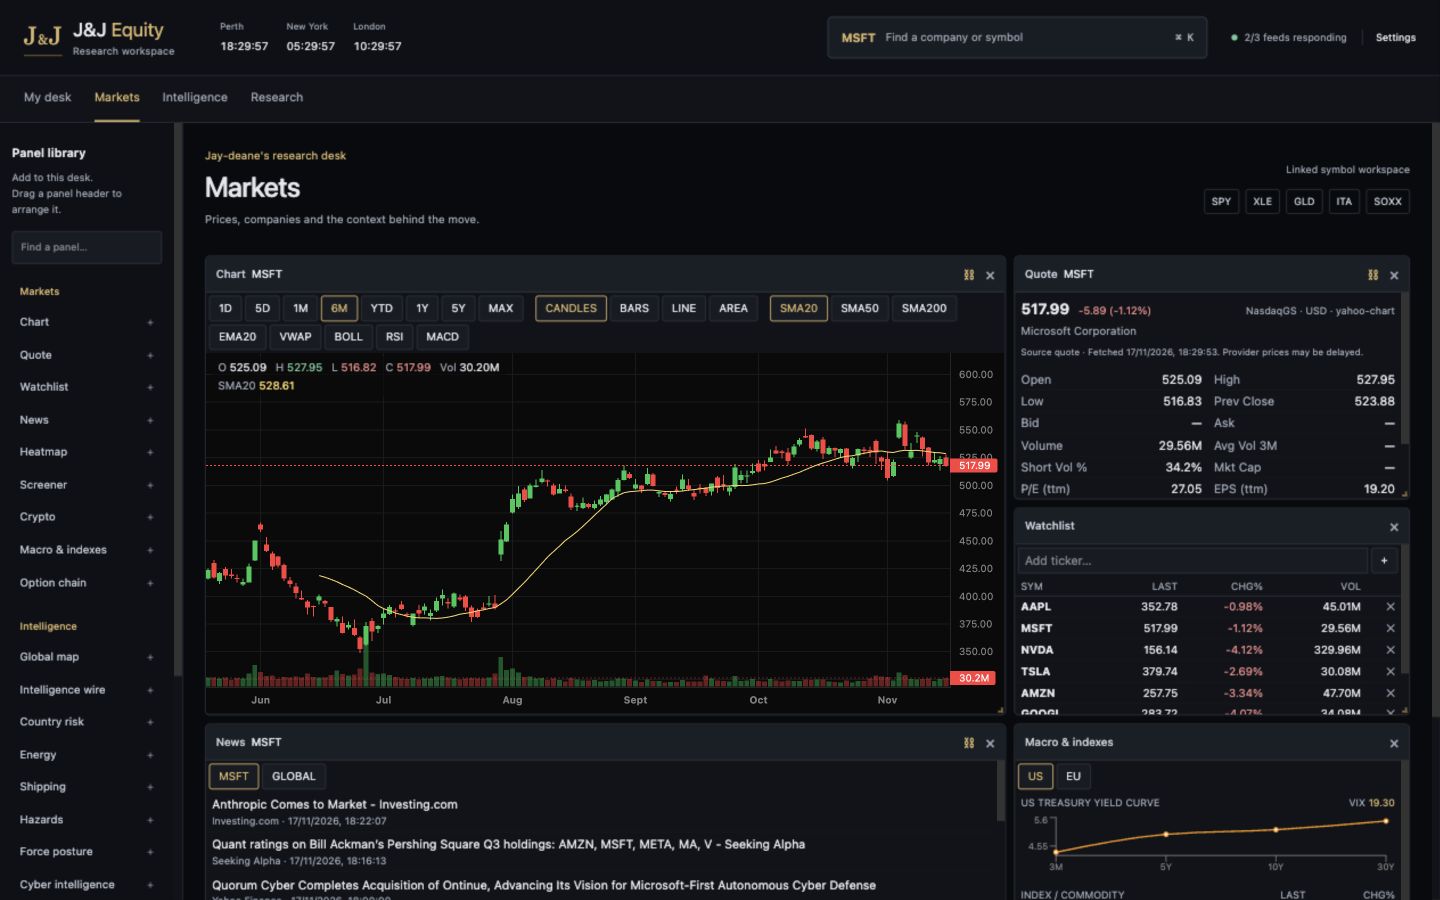 J&J
J&J Equity
Research workspace
Perth
18:29:57
New York
05:29:57
London
10:29:57
MSFT Find a company or symbol ⌘ K
2/3 feeds responding
Settings
My desk Markets Intelligence Research
Panel library
Add to this desk.
Drag a panel header to
arrange it.
Find a panel...
Markets
Chart +
Quote +
Watchlist +
News +
Heatmap +
Screener +
Crypto +
Macro & indexes +
Option chain +
Intelligence
Global map +
Intelligence wire +
Country risk +
Energy +
Shipping +
Hazards +
Force posture +
Cyber intelligence +
Jay-deane's research desk
Markets
Prices, companies and the context behind the move.
Linked symbol workspace
SPY XLE GLD ITA SOXX
Chart MSFT
1D 5D 1M 6M YTD 1Y 5Y MAX CANDLES BARS LINE AREA SMA20 SMA50 SMA200
EMA20 VWAP BOLL RSI MACD
O 525.09 H 527.95 L 516.82 C 517.99 Vol 30.20M
SMA20 528.61
600.00
575.00
550.00
525.00
517.99
500.00
475.00
450.00
425.00
400.00
375.00
350.00
30.2M
Jun Jul Aug Sept Oct Nov
Quote MSFT
517.99 -5.89 (-1.12%) NasdaqGS · USD · yahoo-chart
Microsoft Corporation
Source quote · Fetched 17/11/2026, 18:29:53. Provider prices may be delayed.
Open 525.09 High 527.95
Low 516.83 Prev Close 523.88
Bid — Ask —
Volume 29.56M Avg Vol 3M —
Short Vol % 34.2% Mkt Cap —
P/E (ttm) 27.05 EPS (ttm) 19.20
Watchlist
Add ticker... +
SYM LAST CHG% VOL
AAPL 352.78 -0.98% 45.01M
MSFT 517.99 -1.12% 29.56M
NVDA 156.14 -4.12% 329.96M
TSLA 379.74 -2.69% 30.08M
AMZN 257.75 -3.34% 47.70M
GOOGL 283.72 -4.07% 34.08M
News MSFT
MSFT GLOBAL
Anthropic Comes to Market - Investing.com
Investing.com · 17/11/2026, 18:22:07
Quant ratings on Bill Ackman's Pershing Square Q3 holdings: AMZN, MSFT, META, MA, V - Seeking Alpha
Seeking Alpha · 17/11/2026, 18:16:13
Quorum Cyber Completes Acquisition of Ontinue, Advancing Its Vision for Microsoft-First Autonomous Cyber Defense
Macro & indexes
US EU
US TREASURY YIELD CURVE VIX 19.30
5.6
4.55
3M 5Y 10Y 30Y
INDEX / COMMODITY LAST CHG%